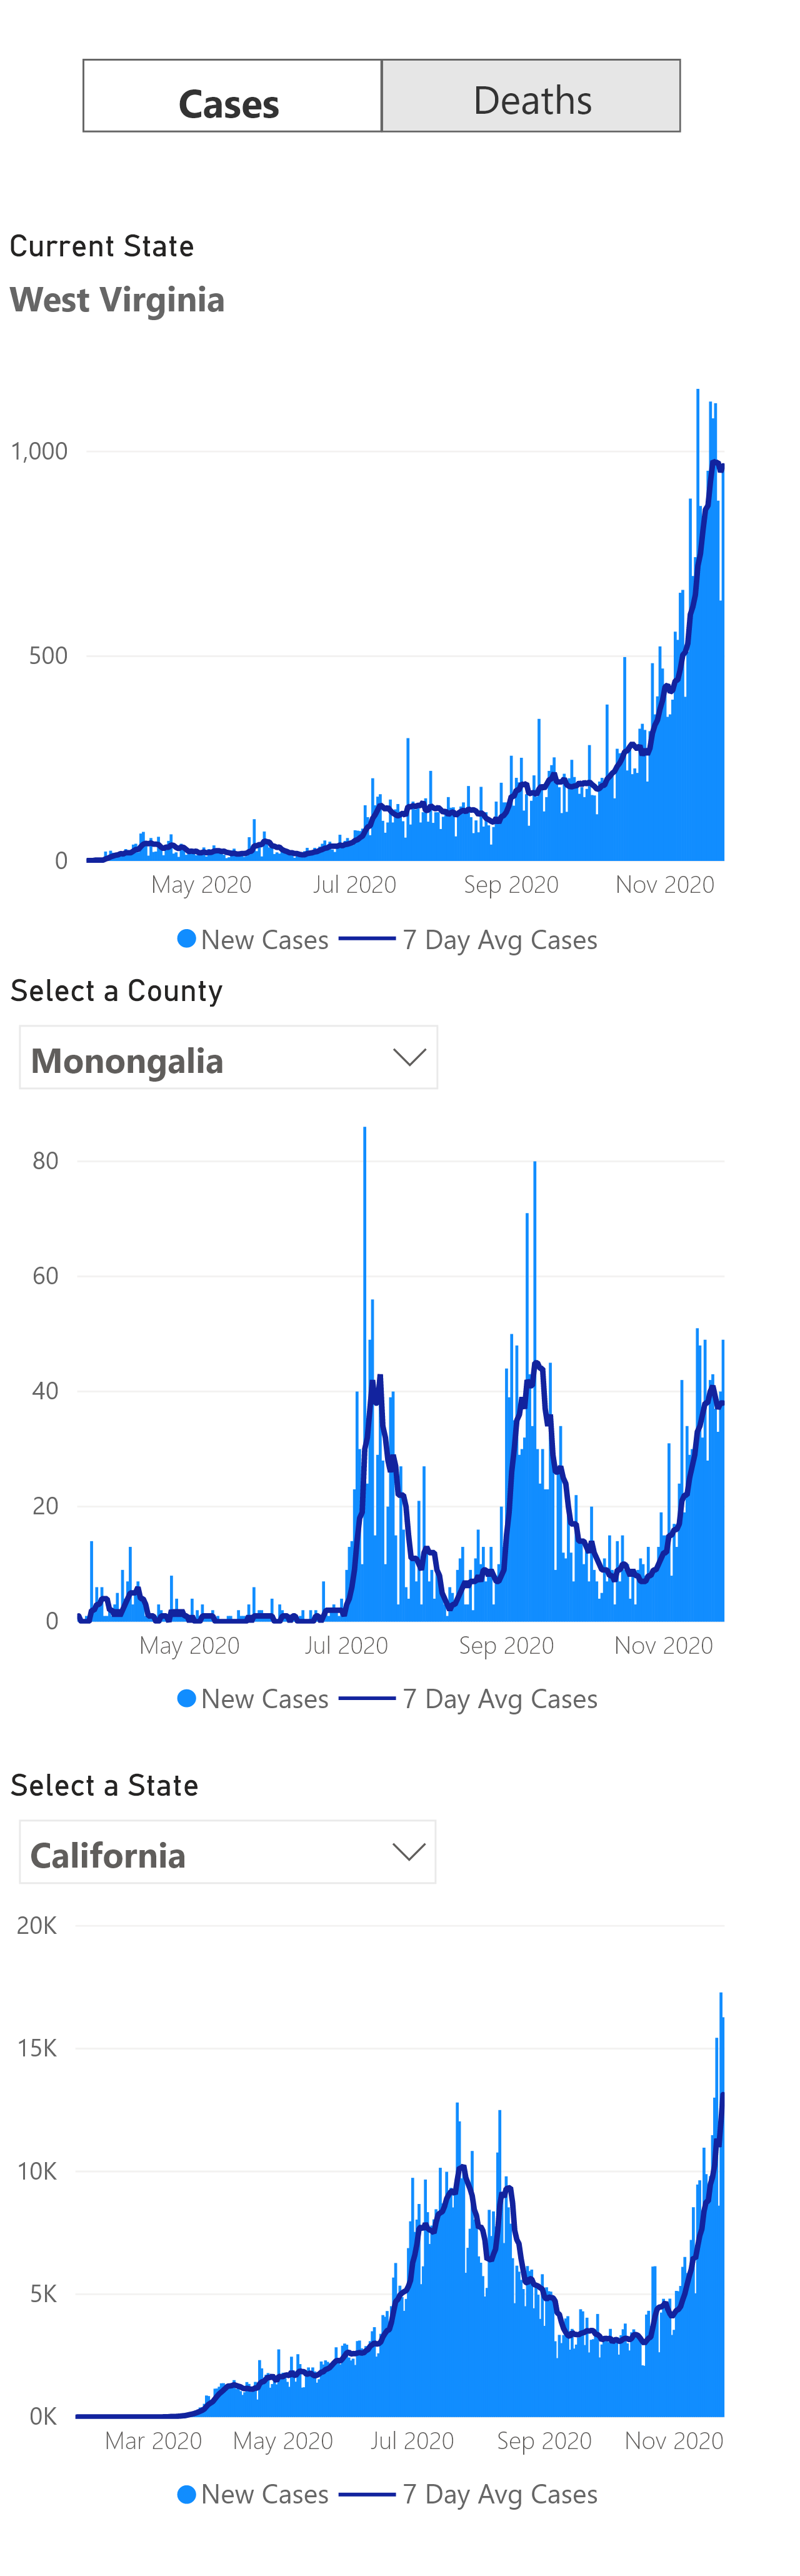 Cases Deaths
Current State
West Virginia
1,000
500
0
May 2020 Jul 2020 Sep 2020 Nov 2020
New Cases 7 Day Avg Cases
Select a County
Monongalia
80
60
40
20
0
May 2020 Jul 2020 Sep 2020 Nov 2020
New Cases 7 Day Avg Cases
Select a State
California
20K
15K
10K
5K
0K
Mar 2020 May 2020 Jul 2020 Sep 2020 Nov 2020
New Cases 7 Day Avg Cases